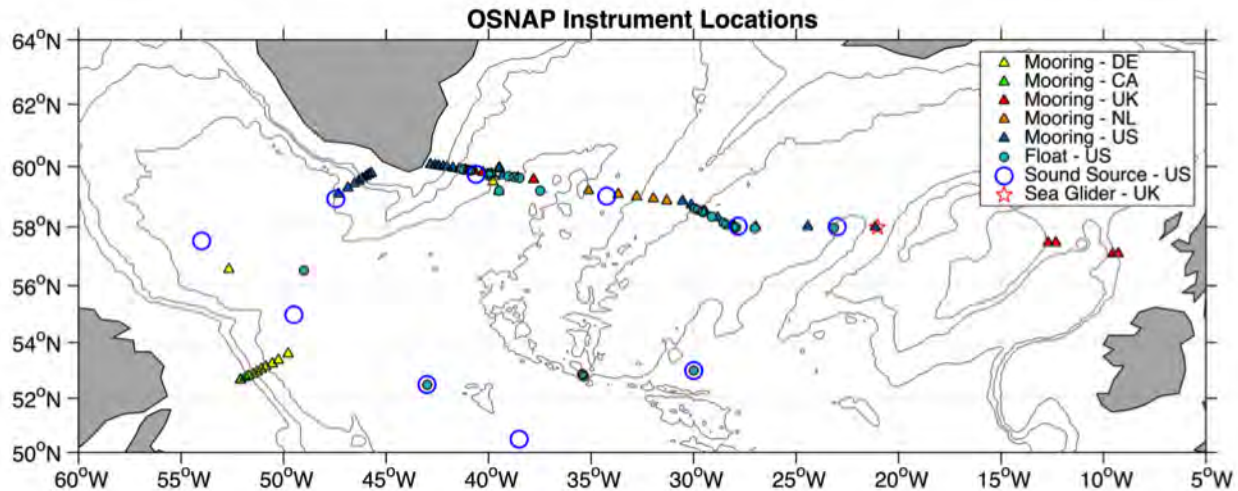 OSNAP Instrument Locations
64°N
62°N
60°N
58°N
56°N
54°N
52°N
50°N
Mooring - DE
Mooring - CA
Mooring - UK
Mooring - NL
Mooring - US
Float - US
Sound Source - US
Sea Glider - UK
60°W 55°W 50°W 45°W 40°W 35°W 30°W 25°W 20°W 15°W 10°W 5°W